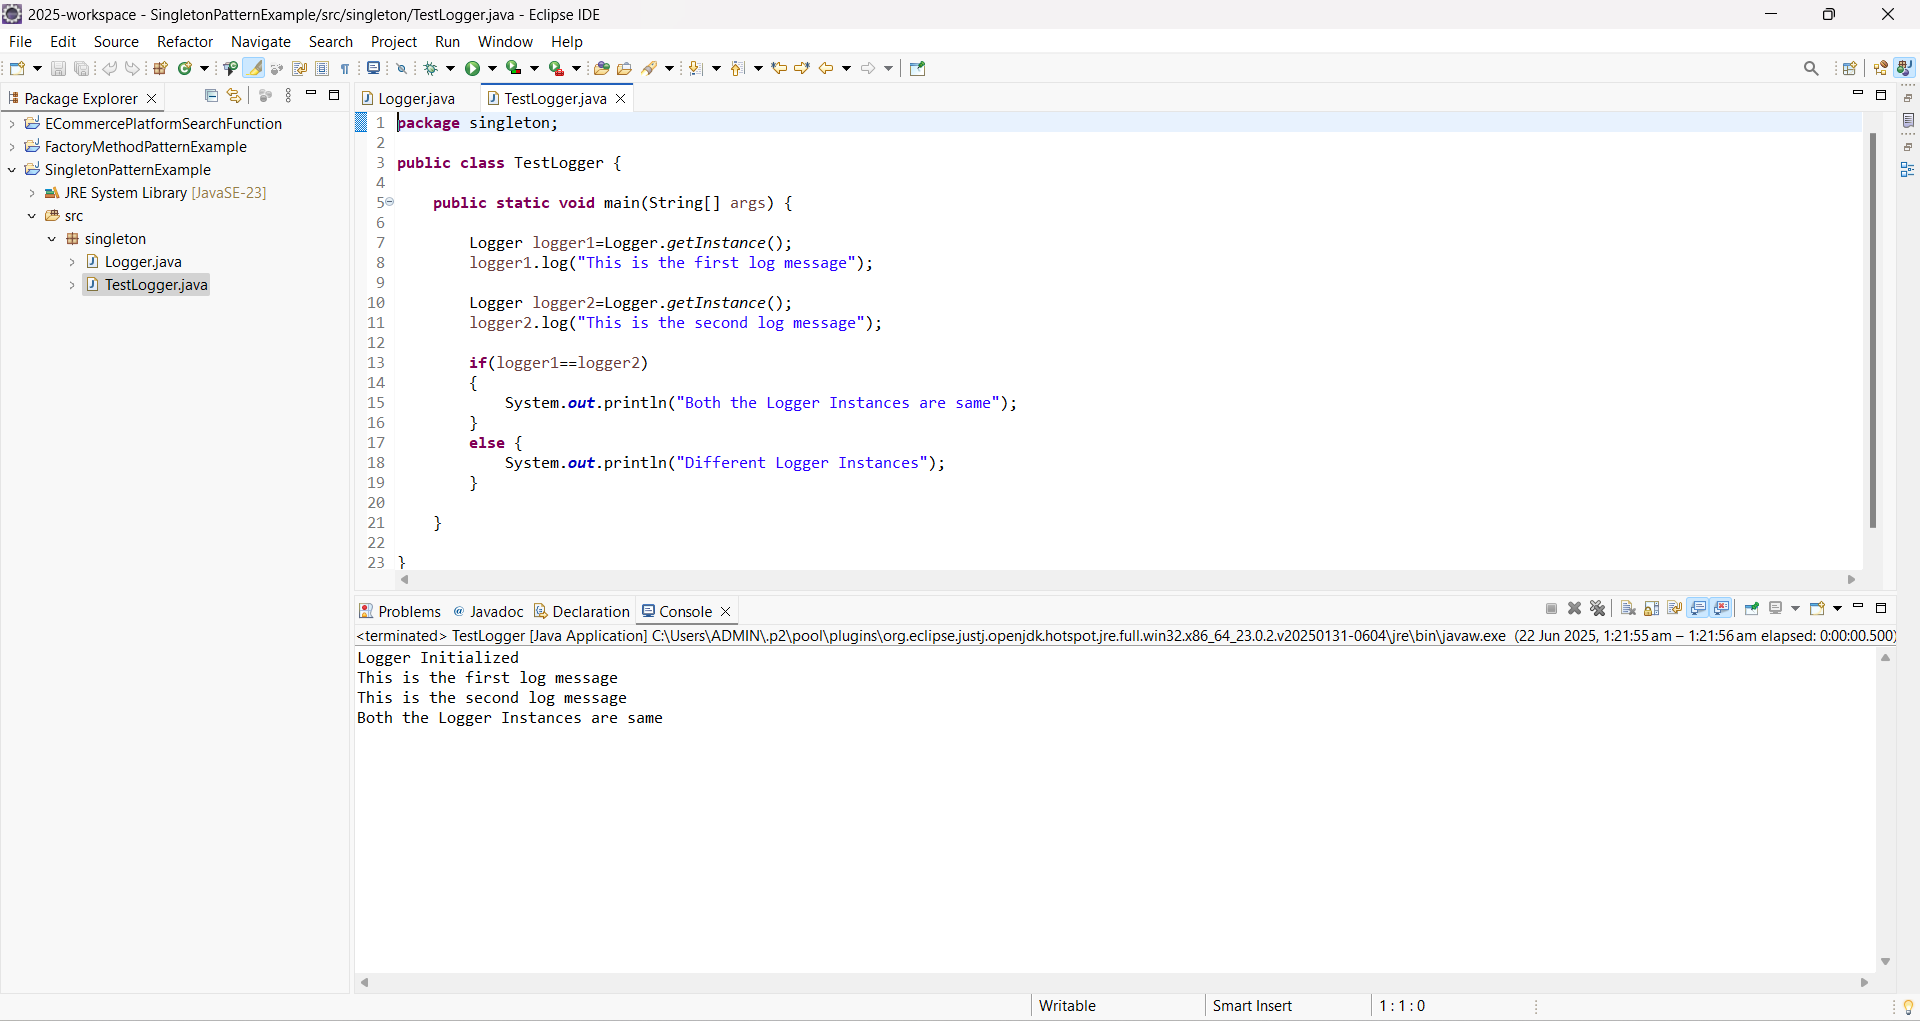 2025-workspace - SingletonPatternExample/src/singleton/TestLogger.java - Eclipse IDE
File Edit Source Refactor Navigate Search Project Run Window Help
Package Explorer
ECommercePlatformSearchFunction
FactoryMethodPatternExample
SingletonPatternExample
JRE System Library [JavaSE-23]
src
singleton
Logger.java
TestLogger.java
Logger.java TestLogger.java
1 package singleton;
2
3 public class TestLogger {
4
5 public static void main(String[] args) {
6
7 Logger logger1=Logger.getInstance();
8 logger1.log("This is the first log message");
9
10 Logger logger2=Logger.getInstance();
11 logger2.log("This is the second log message");
12
13 if(logger1==logger2)
14 {
15 System.out.println("Both the Logger Instances are same");
16 }
17 else {
18 System.out.println("Different Logger Instances");
19 }
20
21 }
22
23 }
Problems @ Javadoc Declaration Console
<terminated> TestLogger [Java Application] C:\Users\ADMIN\.p2\pool\plugins\org.eclipse.justj.openjdk.hotspot.jre.full.win32.x86_64_23.0.2.v20250131-0604\jre\bin\javaw.exe (22 Jun 2025, 1:21:55 am – 1:21:56 am elapsed: 0:00:00.500)
Logger Initialized
This is the first log message
This is the second log message
Both the Logger Instances are same
Writable Smart Insert 1 : 1 : 0